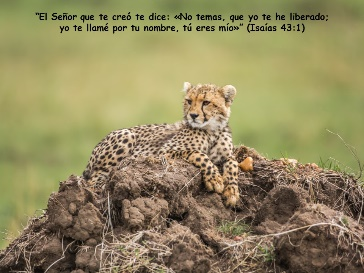 “El Señor que te creó te dice: «No temas, que yo te he liberado;
yo te llamé por tu nombre, tú eres mío»” (Isaías 43:1)